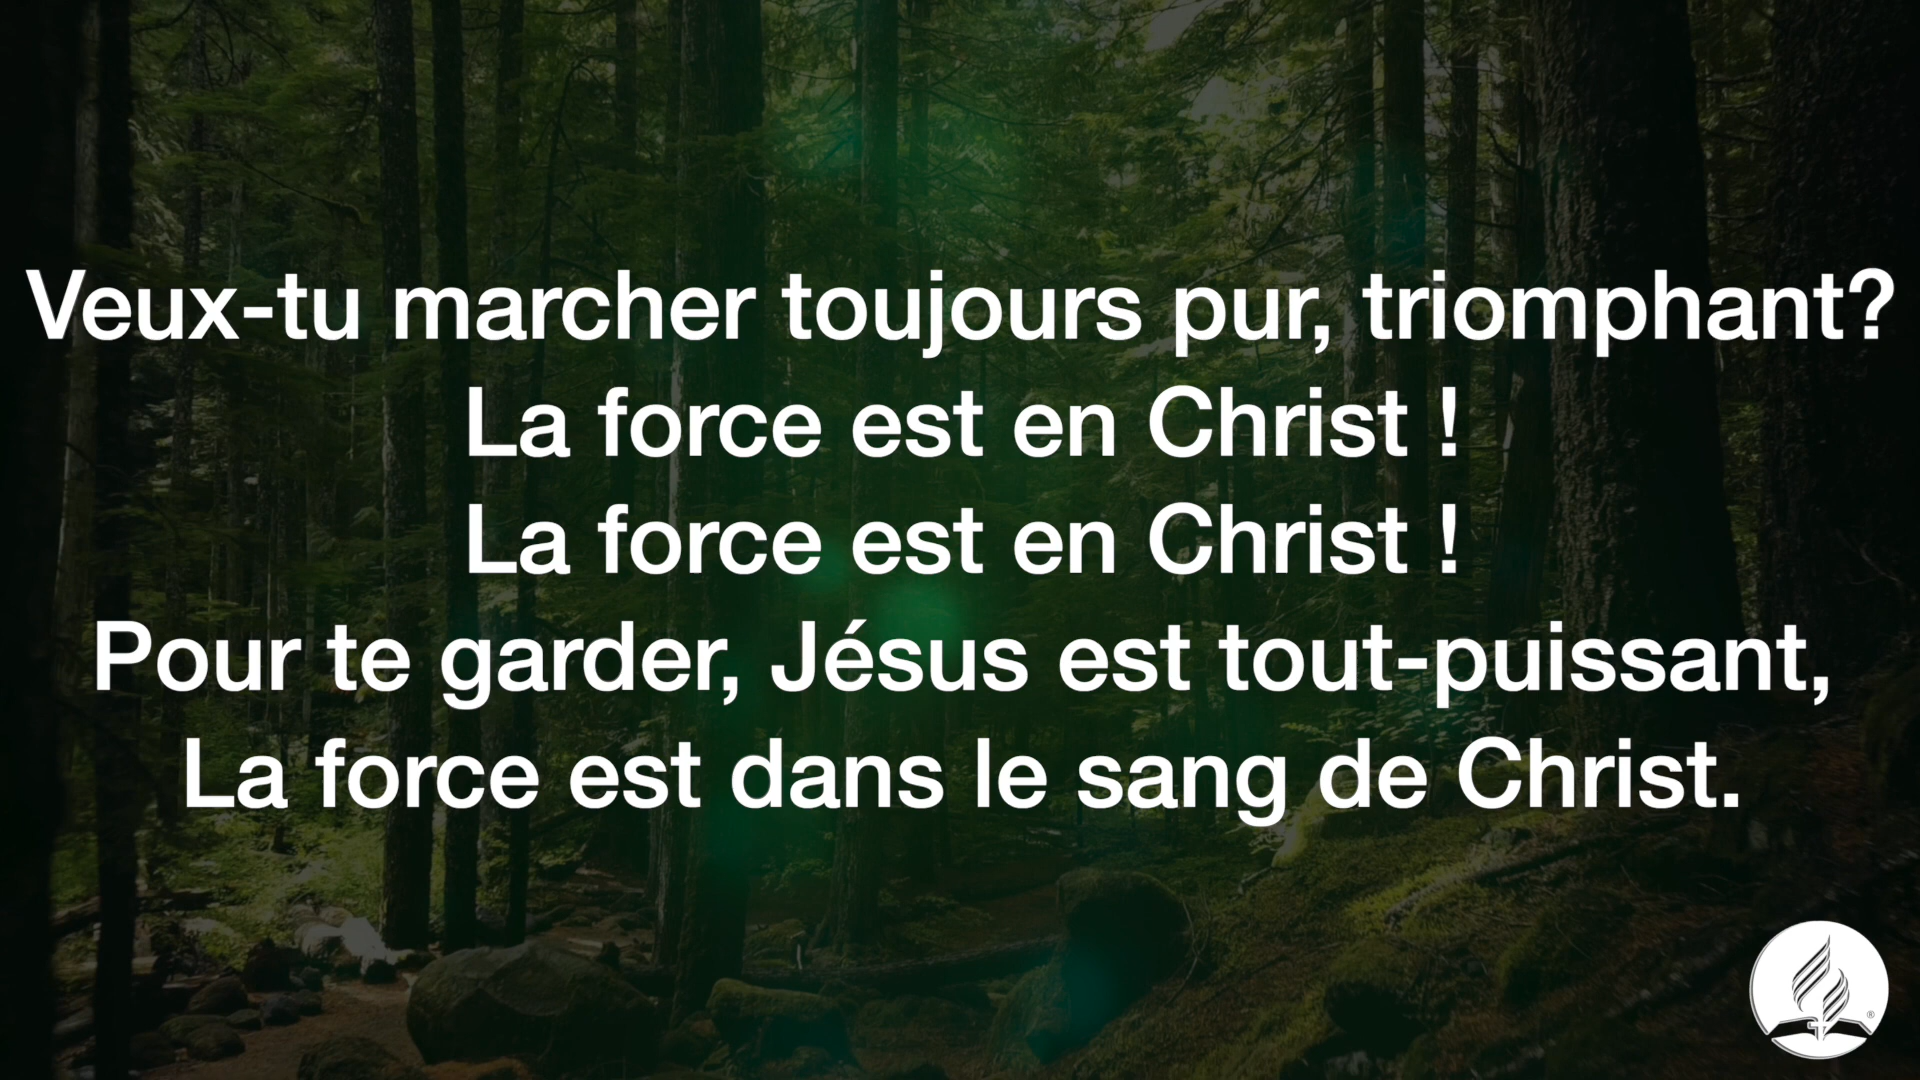 Veux-tu marcher toujours pur, triomphant?
La force est en Christ !
La force est en Christ !
Pour te garder, Jésus est tout-puissant,
La force est dans le sang de Christ.
®